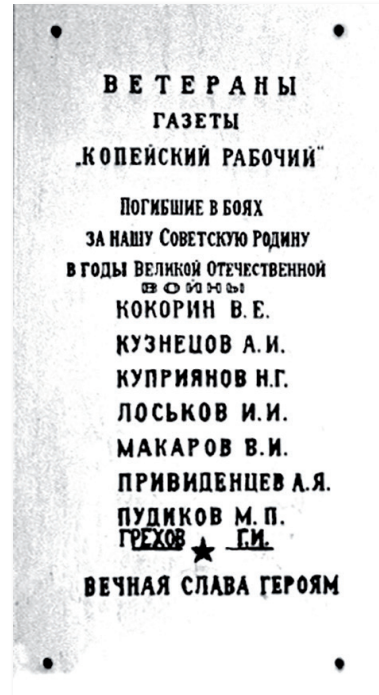 ВЕТЕРАНЫ
ГАЗЕТЫ
„КОПЕЙСКИЙ РАБОЧИЙ"
ПОГИБШИЕ В БОЯХ
ЗА НАШУ СОВЕТСКУЮ РОДИНУ
В ГОДЫ ВЕЛИКОЙ ОТЕЧЕСТВЕННОЙ
ВОЙНЫ
КОКОРИН В.Е.
КУЗНЕЦОВ А.И.
КУПРИЯНОВ Н.Г.
ЛОСЬКОВ И.И.
МАКАРОВ В.И.
ПРИВИДЕНЦЕВ А.Я.
ПУДИКОВ М.П.
ГРЕХОВ Г.И.
ВЕЧНАЯ СЛАВА ГЕРОЯМ